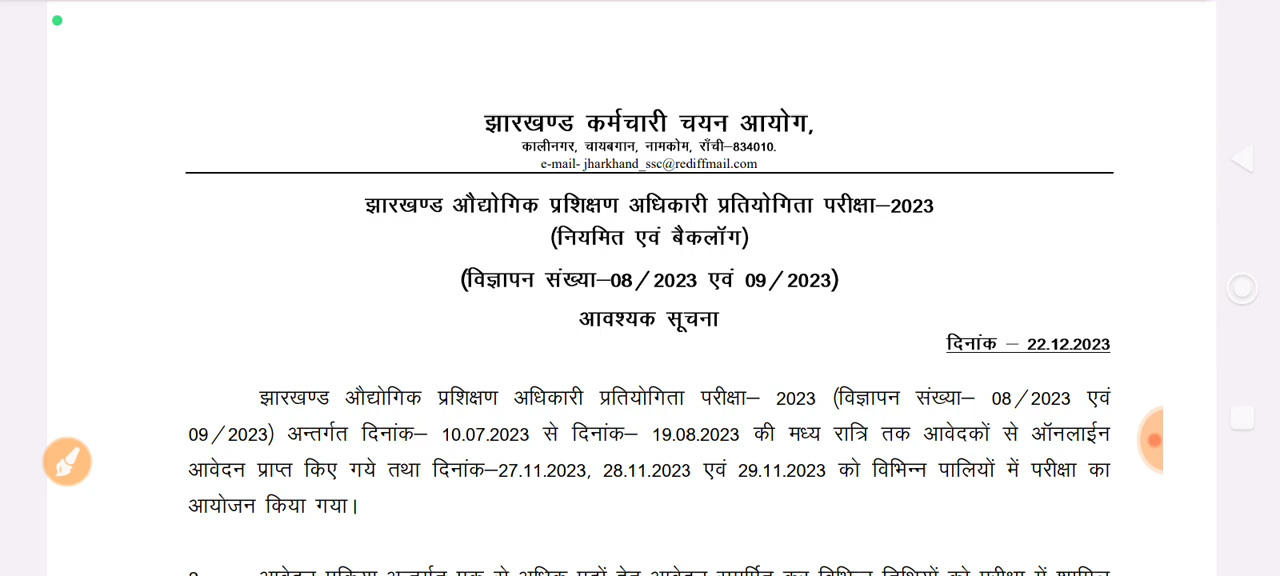 झारखण्ड कर्मचारी चयन आयोग,
कालीनगर, चायबगान, नामकोम, राँची–834010.
e-mail- jharkhand_ssc@rediffmail.com
झारखण्ड औद्योगिक प्रशिक्षण अधिकारी प्रतियोगिता परीक्षा–2023
(नियमित एवं बैकलॉग)
(विज्ञापन संख्या–08/2023 एवं 09/2023)
आवश्यक सूचना
दिनांक – 22.12.2023
झारखण्ड औद्योगिक प्रशिक्षण अधिकारी प्रतियोगिता परीक्षा– 2023 (विज्ञापन संख्या– 08/2023 एवं
09/2023) अन्तर्गत दिनांक– 10.07.2023 से दिनांक– 19.08.2023 की मध्य रात्रि तक आवेदकों से ऑनलाईन
आवेदन प्राप्त किए गये तथा दिनांक–27.11.2023, 28.11.2023 एवं 29.11.2023 को विभिन्न पालियों में परीक्षा का
आयोजन किया गया।